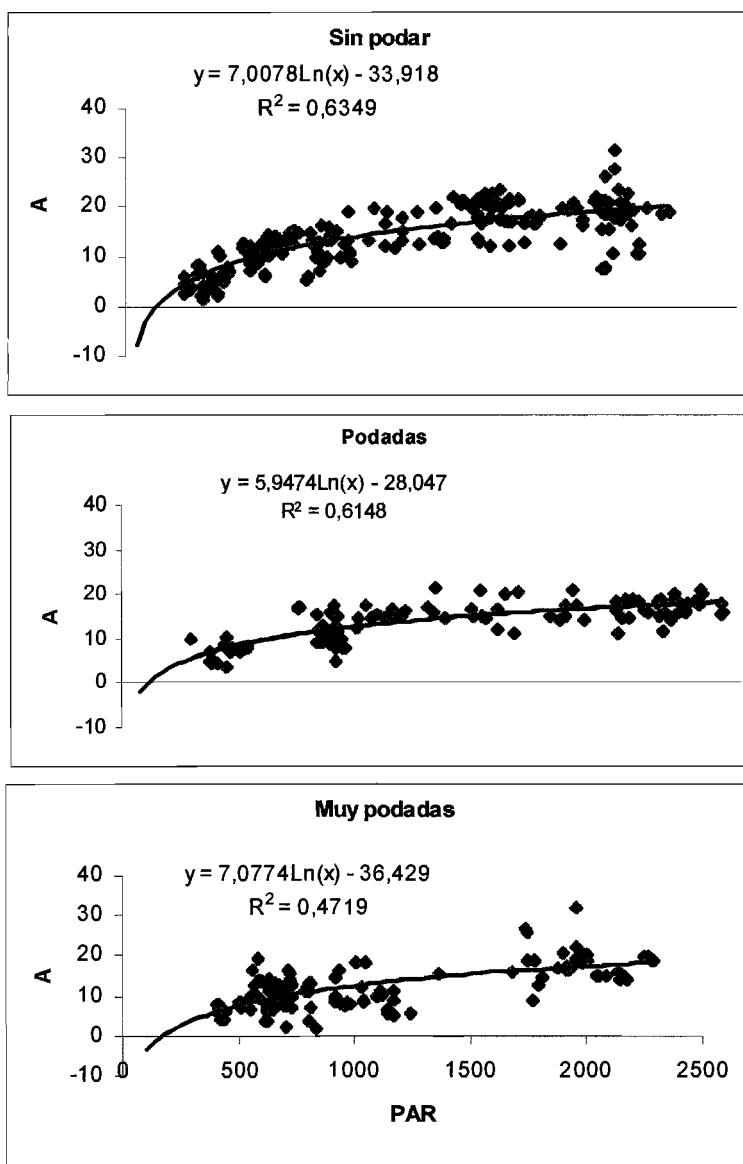 Sin podar
y = 7,0078Ln(x) - 33,918
R² = 0,6349
40
30
20
10
0
-10
A
Podadas
y = 5,9474Ln(x) - 28,047
R² = 0,6148
40
30
20
10
0
-10
A
Muy podadas
y = 7,0774Ln(x) - 36,429
R² = 0,4719
40
30
20
10
0
-10
A
0 500 1000 1500 2000 2500
PAR